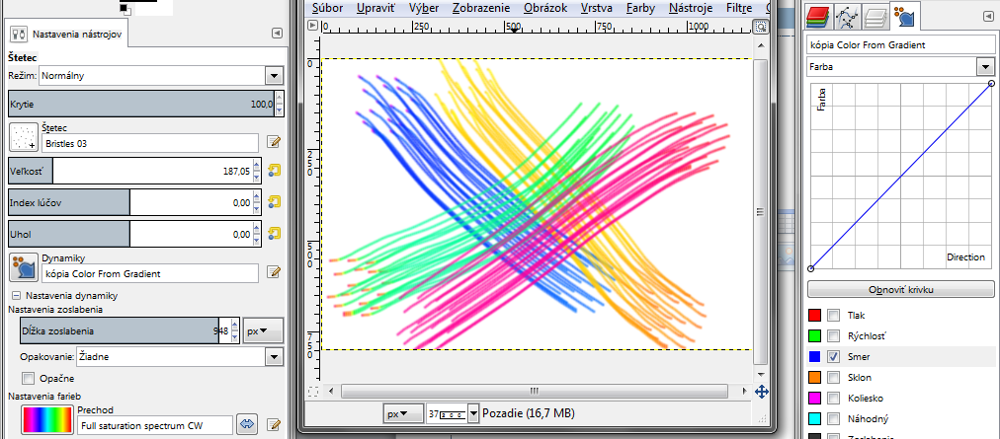 Nastavenia nástrojov
Štetec
Režim: Normálny
Krytie 100,0
Štetec
Bristles 03
Veľkosť 187,05
Index lúčov 0,00
Uhol 0,00
Dynamiky
kópia Color From Gradient
Nastavenia dynamiky
Nastavenia zoslabenia
Dĺžka zoslabenia 948 px
Opakovanie: Žiadne
Opačne
Nastavenia farieb
Prechod
Full saturation spectrum CW
Súbor Upraviť Výber Zobrazenie Obrázok Vrstva Farby Nástroje Filtre
0 250 500 750 1000
0
250
500
750
px 37 Pozadie (16,7 MB)
kópia Color From Gradient
Farba
Farba
Direction
Obnoviť krivku
Tlak
Rýchlosť
Smer
Sklon
Koliesko
Náhodný